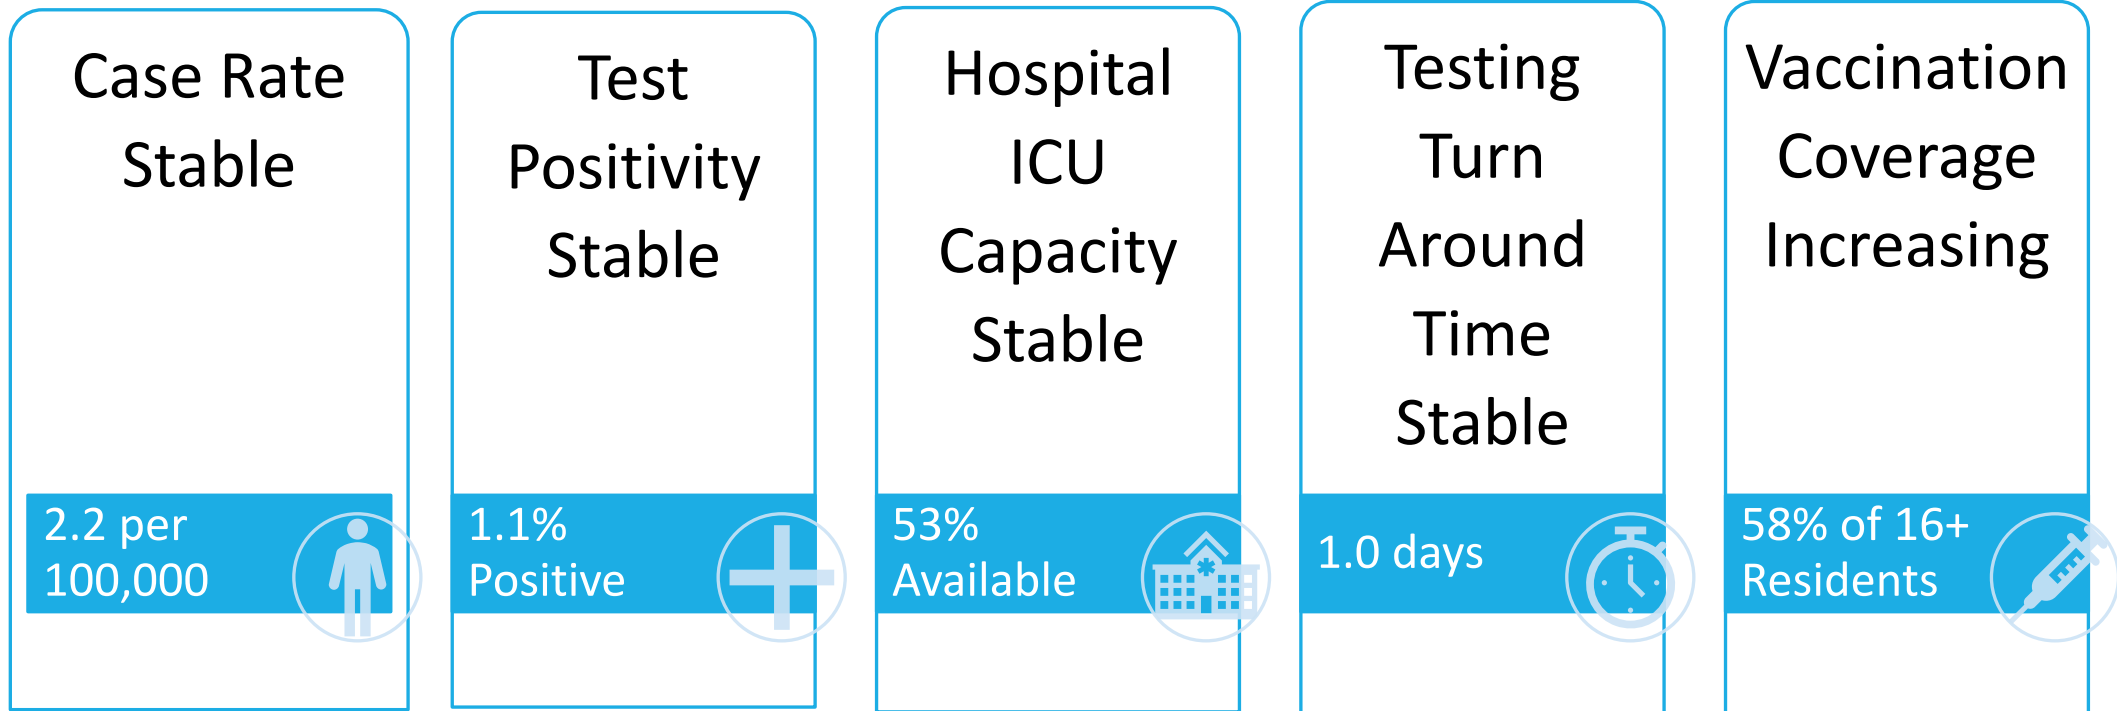 Case Rate
Stable
2.2 per
100,000
Test
Positivity
Stable
1.1%
Positive
Hospital
ICU
Capacity
Stable
53%
Available
Testing
Turn
Around
Time
Stable
1.0 days
Vaccination
Coverage
Increasing
58% of 16+
Residents